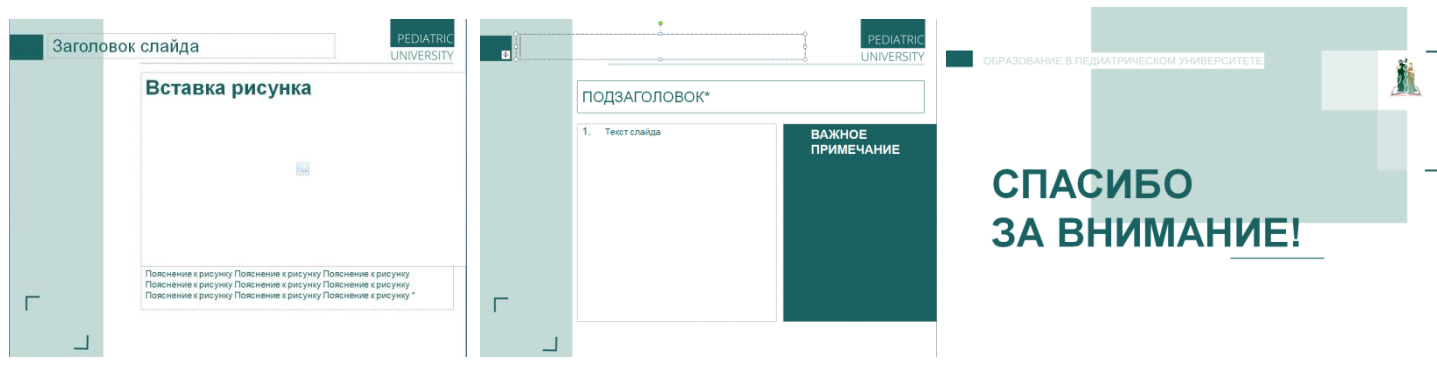 Заголовок слайда
PEDIATRIC
UNIVERSITY
Вставка рисунка
Пояснение к рисунку Пояснение к рисунку Пояснение к рисунку
Пояснение к рисунку Пояснение к рисунку Пояснение к рисунку
Пояснение к рисунку Пояснение к рисунку Пояснение к рисунку *
PEDIATRIC
UNIVERSITY
ПОДЗАГОЛОВОК*
1. Текст слайда
ВАЖНОЕ
ПРИМЕЧАНИЕ
ОБРАЗОВАНИЕ В ПЕДИАТРИЧЕСКОМ УНИВЕРСИТЕТЕ
СПАСИБО
ЗА ВНИМАНИЕ!